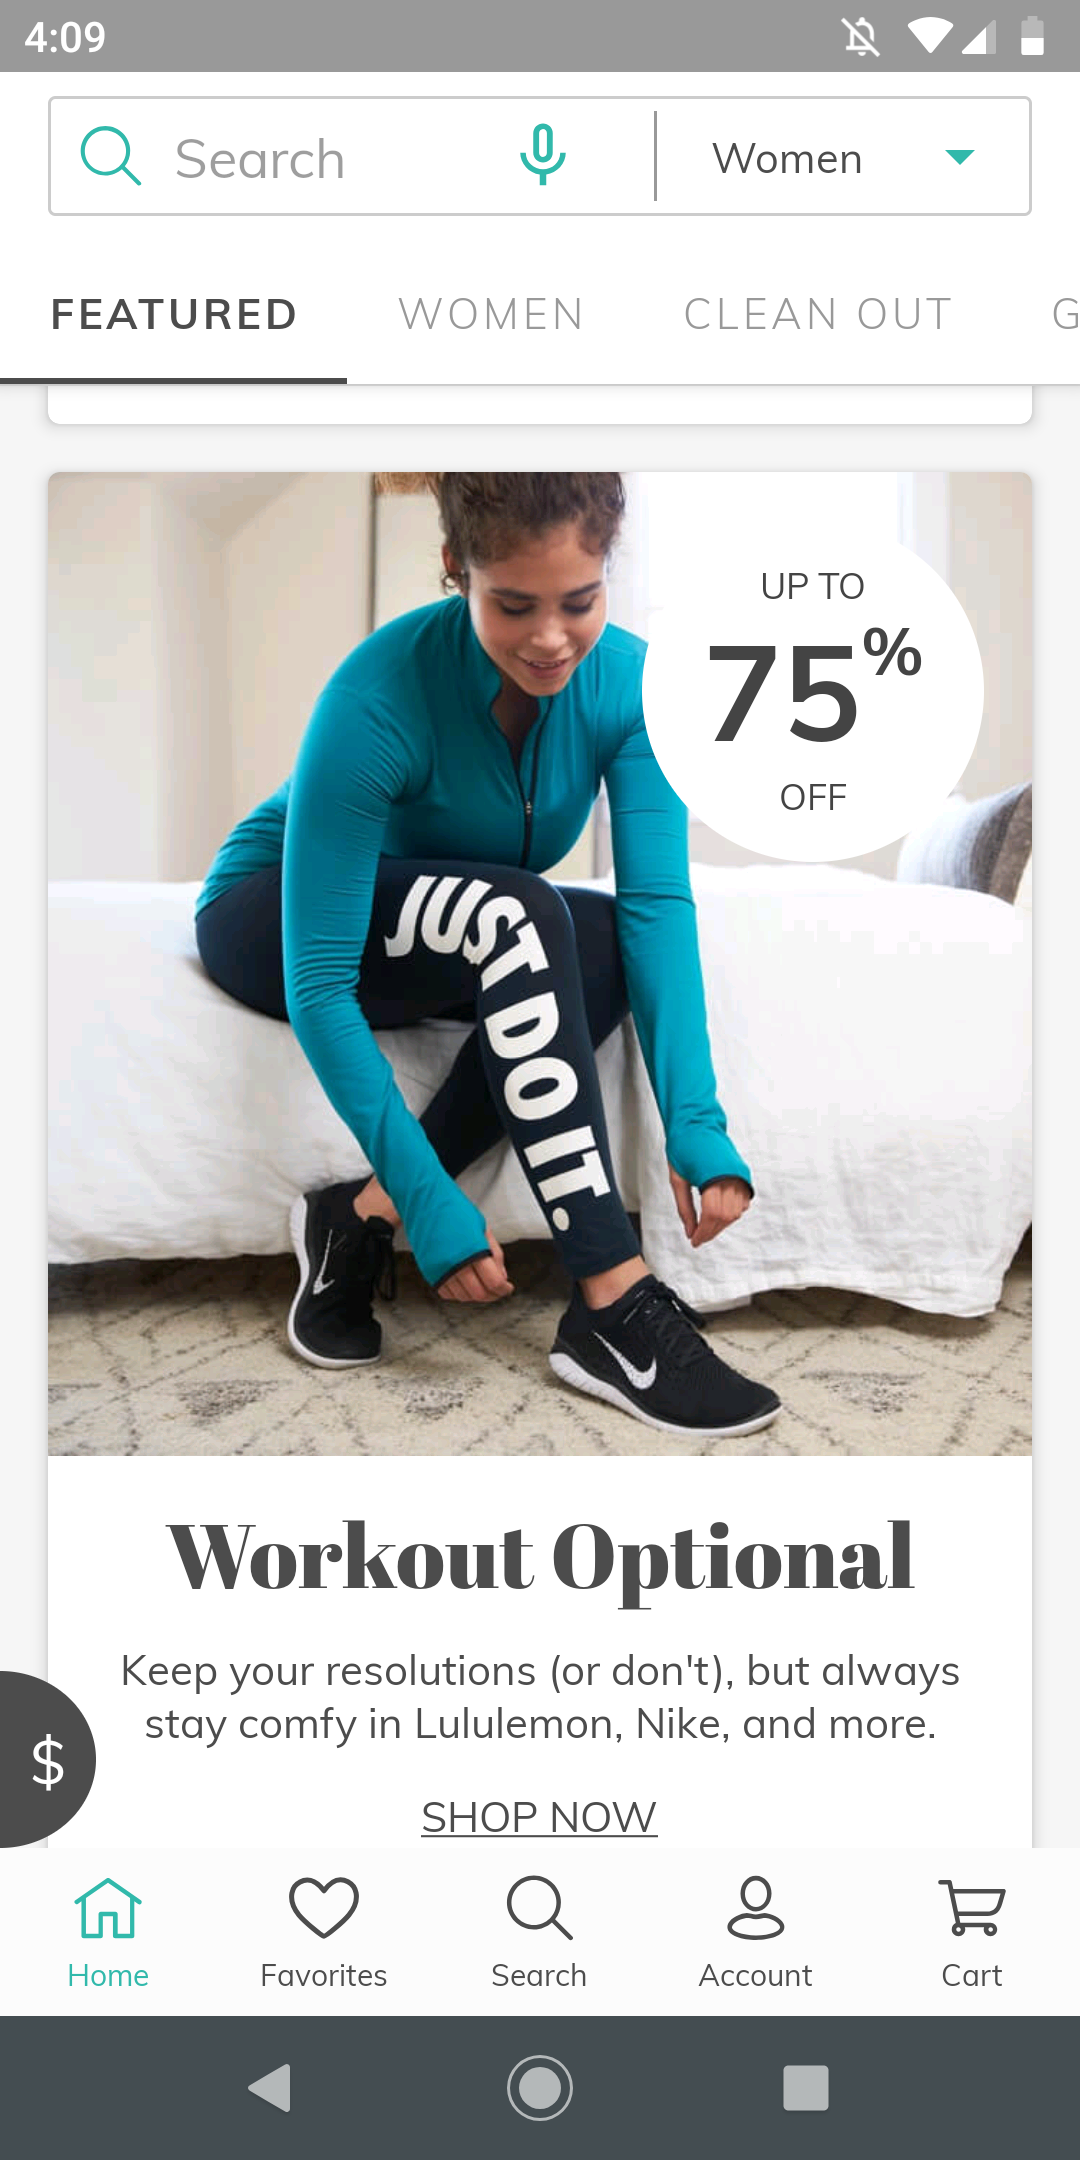 4:09
Search
Women
FEATURED
WOMEN
CLEAN OUT
G
UP TO
75%
OFF
JUST DO IT.
Workout Optional
Keep your resolutions (or don't), but always
stay comfy in Lululemon, Nike, and more.
SHOP NOW
$
Home
Favorites
Search
Account
Cart